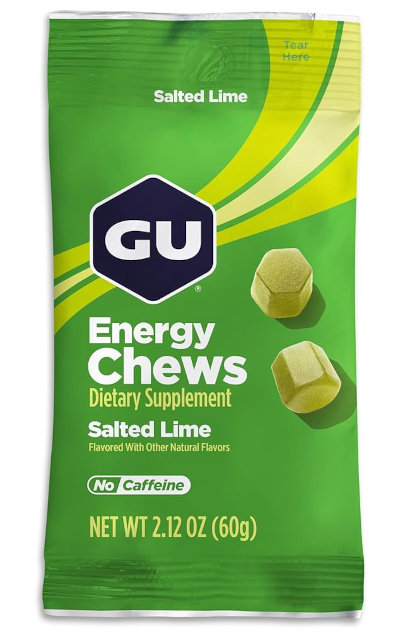 Tear
Here
Salted Lime
GU
®
Energy
Chews
Dietary Supplement
Salted Lime
Flavored With Other Natural Flavors
No Caffeine
NET WT 2.12 OZ (60g)